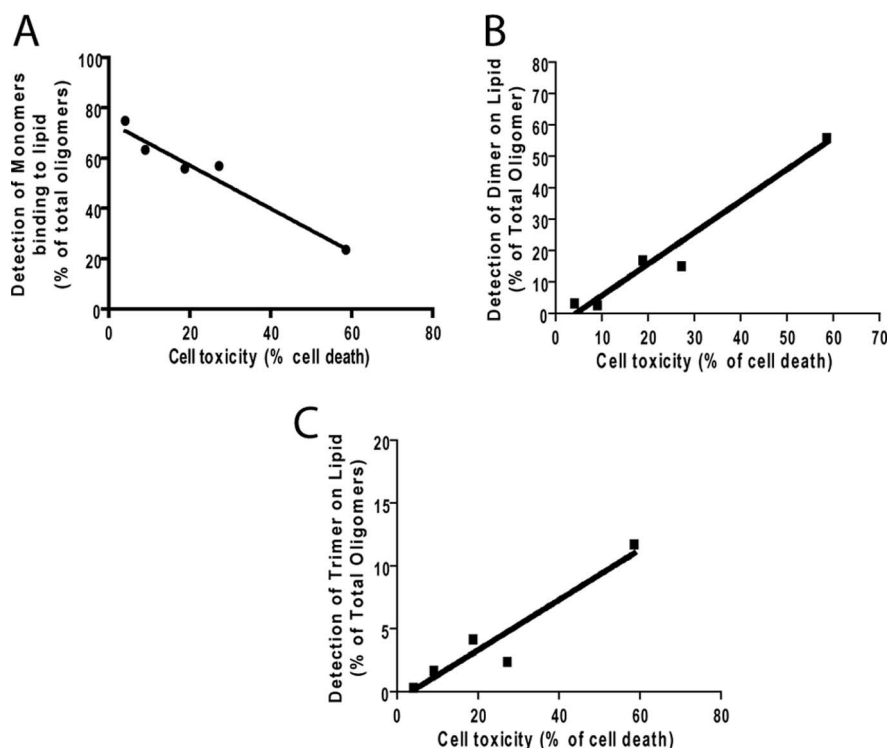 A
Detection of Monomers
binding to lipid
(% of total oligomers)
100
80
60
40
20
0
0 20 40 60 80
Cell toxicity (% cell death)
B
Detection of Dimer on Lipid
(% of Total Oligomer)
80
70
60
50
40
30
20
10
0
0 10 20 30 40 50 60 70
Cell toxicity (% of cell death)
C
Detection of Trimer on Lipid
(% of Total Oligomers)
20
15
10
5
0
0 20 40 60 80
Cell toxicity (% of cell death)